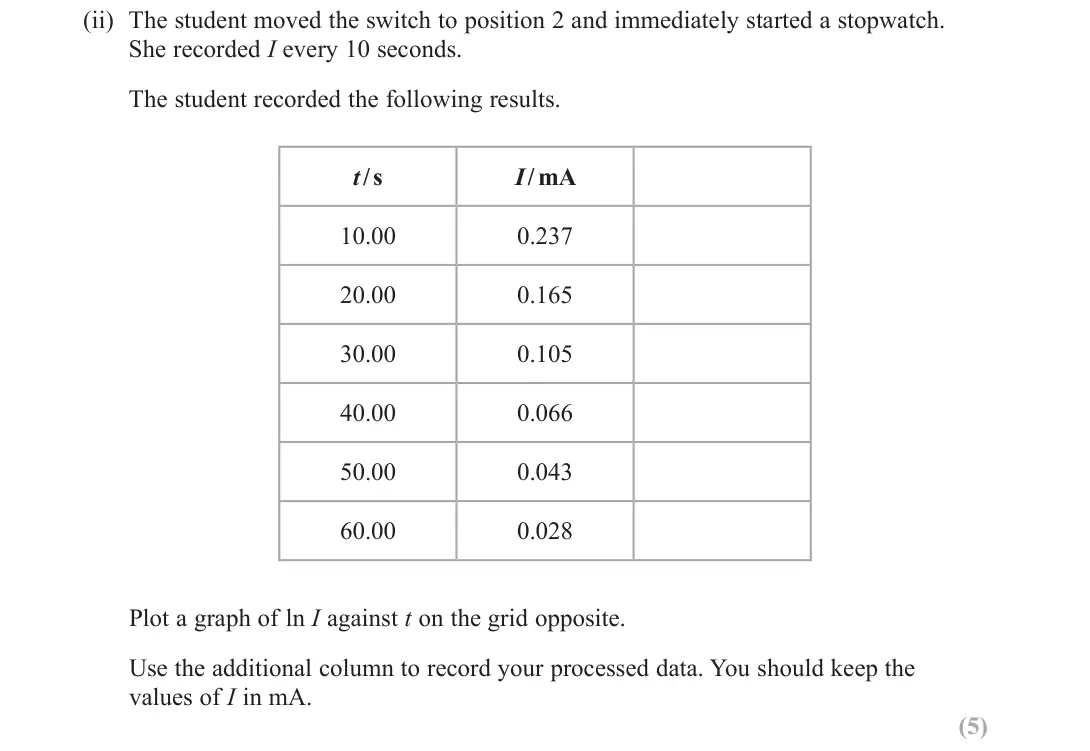 (ii) The student moved the switch to position 2 and immediately started a stopwatch.
She recorded I every 10 seconds.
The student recorded the following results.
t/s I/mA
10.00 0.237
20.00 0.165
30.00 0.105
40.00 0.066
50.00 0.043
60.00 0.028
Plot a graph of ln I against t on the grid opposite.
Use the additional column to record your processed data. You should keep the
values of I in mA.
(5)